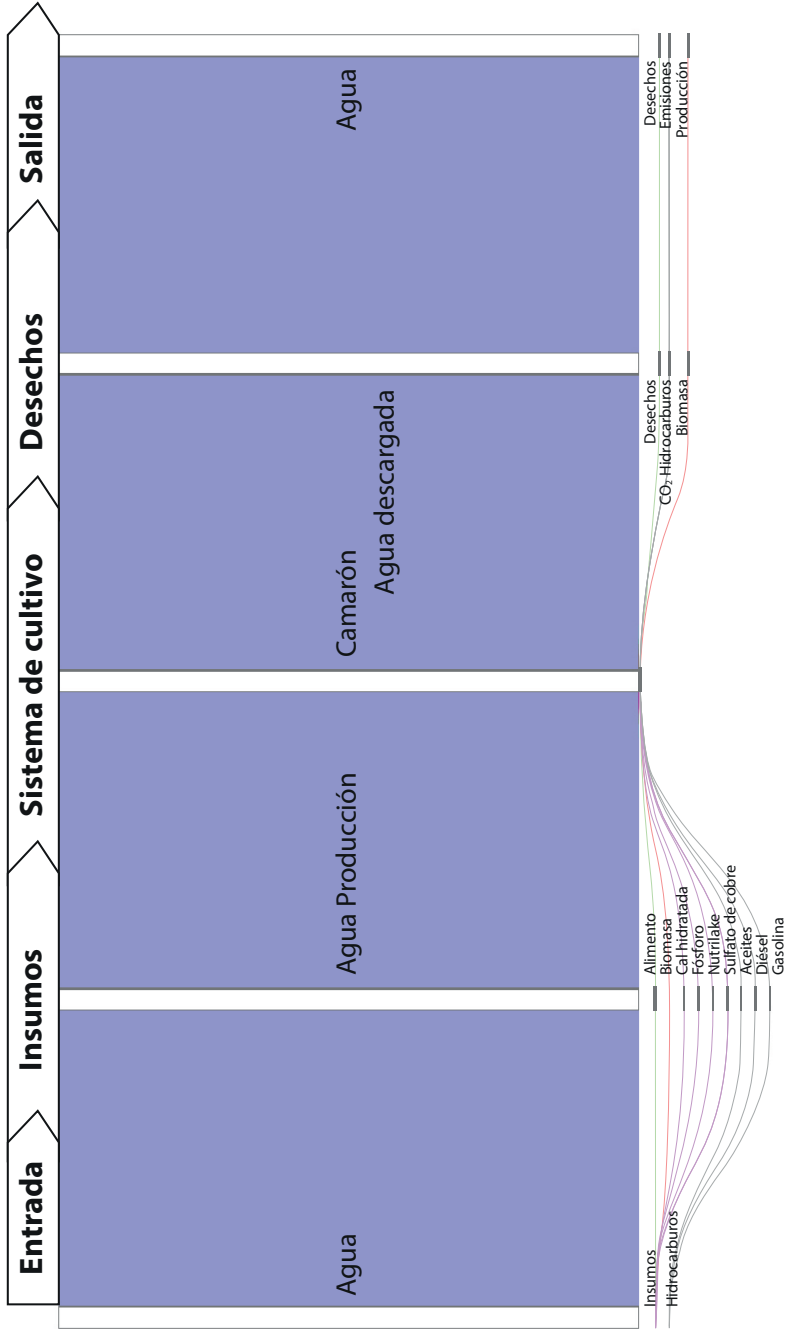 Entrada
Insumos
Sistema de cultivo
Desechos
Salida
Agua
Agua Producción
Camarón
Agua descargada
Agua
Insumos
Hidrocarburos
Alimento
Biomasa
Cal hidratada
Fósforo
Nutrilake
Sulfato de cobre
Aceites
Diésel
Gasolina
Desechos
CO₂ Hidrocarburos
Biomasa
Desechos
Emisiones
Producción